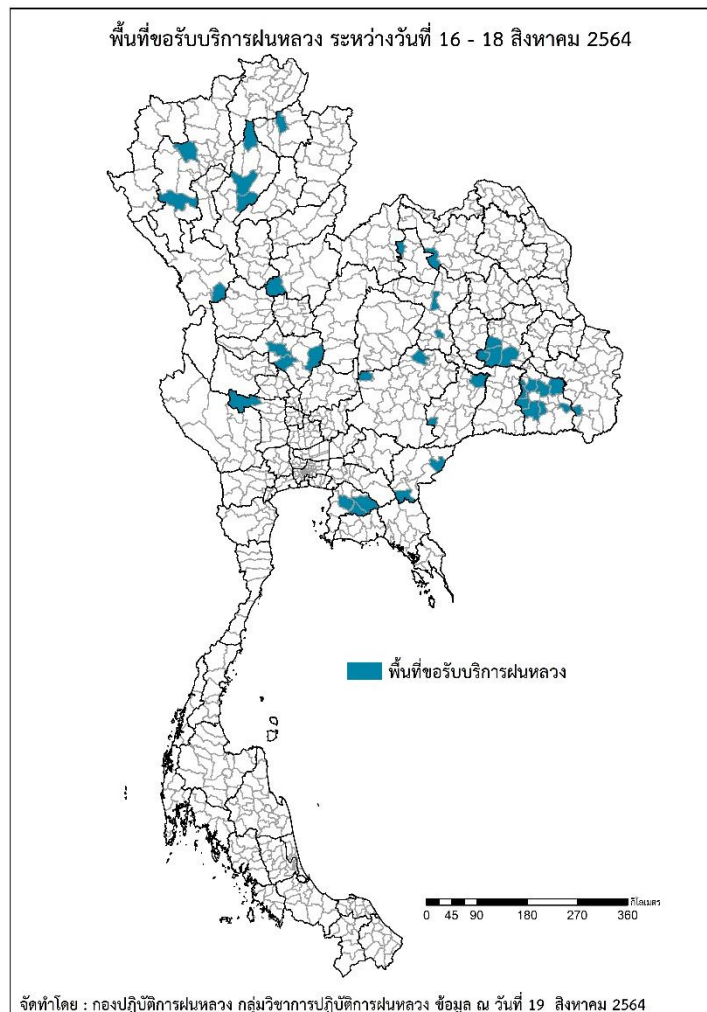 พื้นที่ขอรับบริการฝนหลวง ระหว่างวันที่ 16 - 18 สิงหาคม 2564
พื้นที่ขอรับบริการฝนหลวง
กิโลเมตร
0 45 90 180 270 360
จัดทำโดย : กองปฏิบัติการฝนหลวง กลุ่มวิชาการปฏิบัติการฝนหลวง ข้อมูล ณ วันที่ 19 สิงหาคม 2564